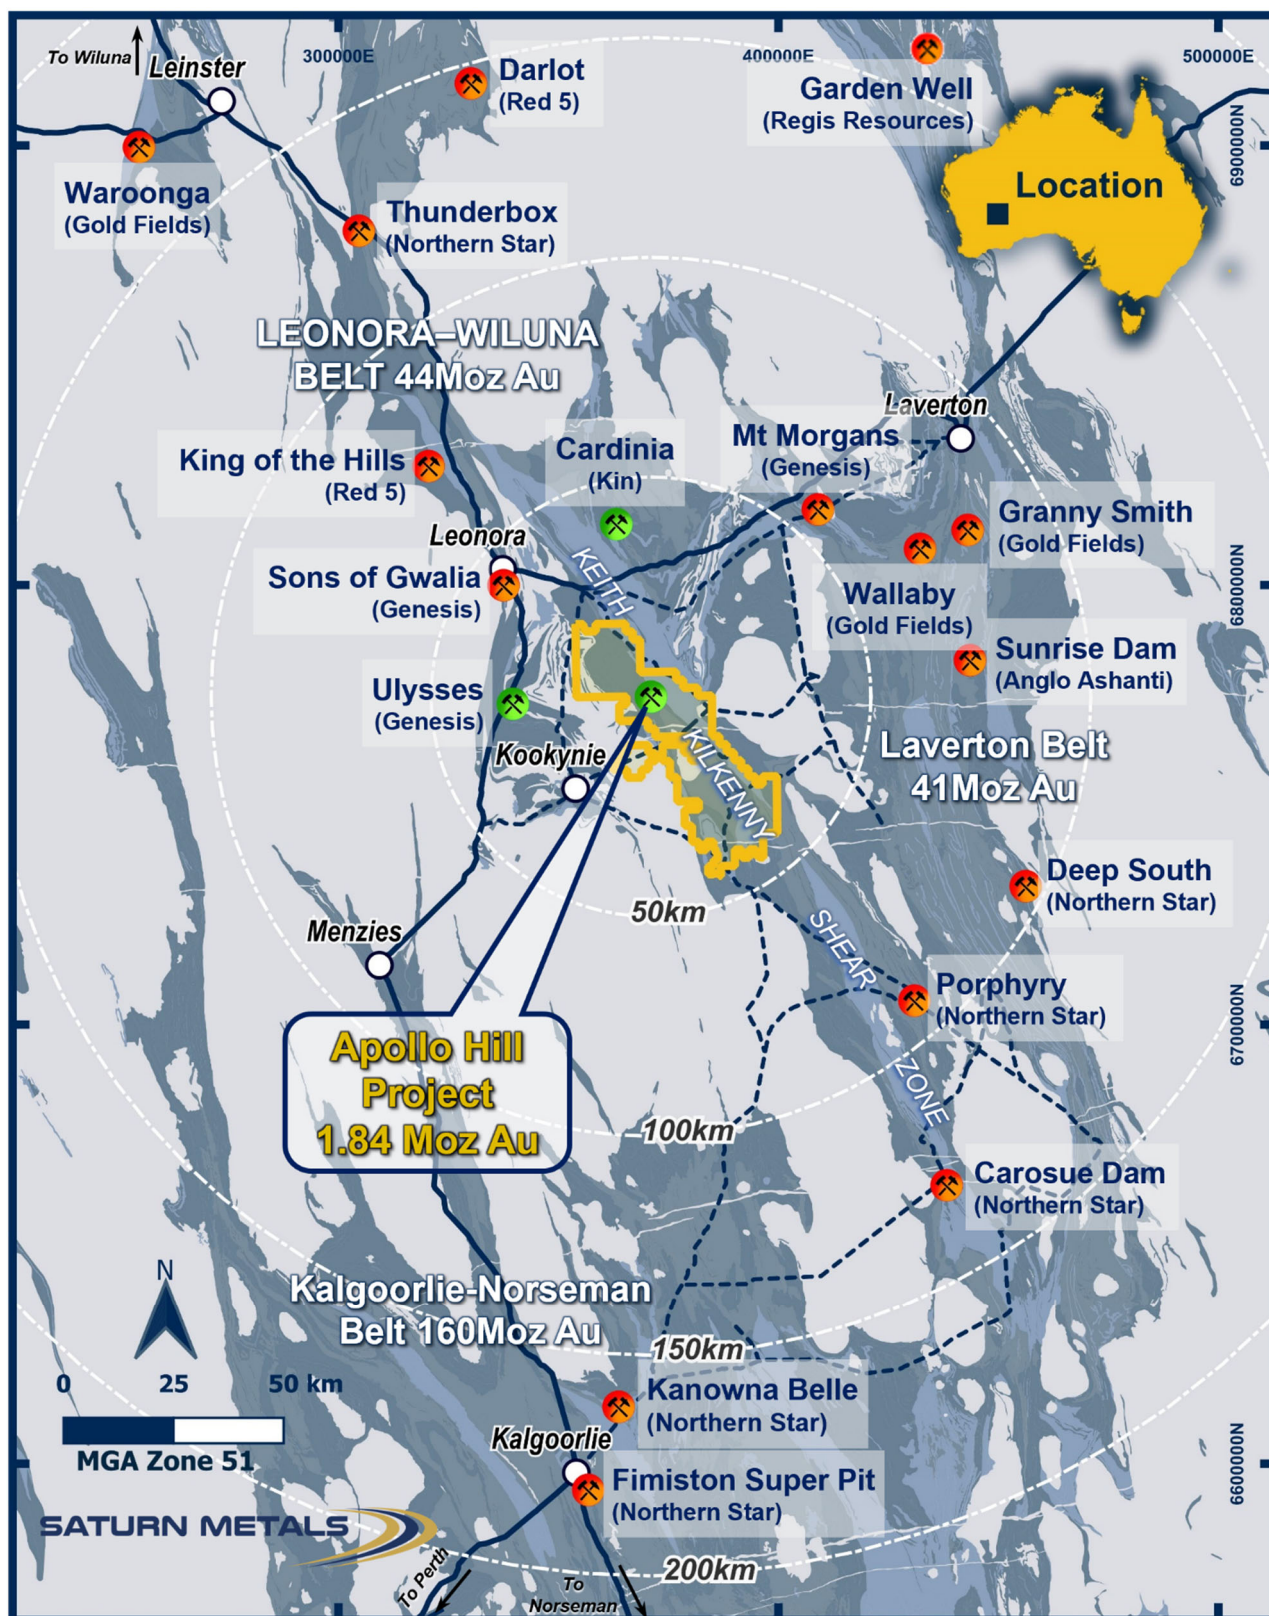 To Wiluna
Leinster
300000E
400000E
500000E
Darlot
(Red 5)
Garden Well
(Regis Resources)
6900000N
Waroonga
(Gold Fields)
Thunderbox
(Northern Star)
Location
LEONORA–WILUNA
BELT 44Moz Au
Laverton
King of the Hills
(Red 5)
Cardinia
(Kin)
Mt Morgans
(Genesis)
Granny Smith
(Gold Fields)
Leonora
Sons of Gwalia
(Genesis)
KEITH
Wallaby
(Gold Fields)
6800000N
Sunrise Dam
(Anglo Ashanti)
Ulysses
(Genesis)
Kookynie
KILKENNY
Laverton Belt
41Moz Au
Deep South
(Northern Star)
50km
Menzies
SHEAR
Porphyry
(Northern Star)
6700000N
Apollo Hill
Project
1.84 Moz Au
ZONE
100km
Carosue Dam
(Northern Star)
N
Kalgoorlie-Norseman
Belt 160Moz Au
150km
0 25 50 km
MGA Zone 51
Kanowna Belle
(Northern Star)
Kalgoorlie
Fimiston Super Pit
(Northern Star)
6600000N
SATURN METALS
200km
To Perth
To
Norseman